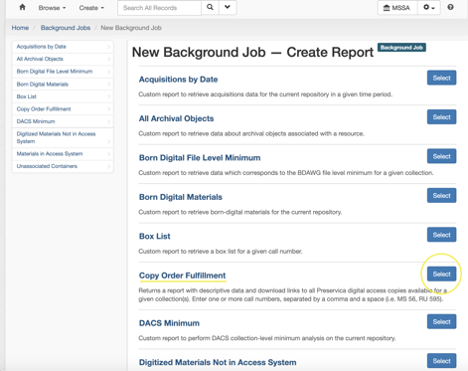 Browse Create Search All Records MSSA
Home Background Jobs New Background Job
Acquisitions by Date
All Archival Objects
Born Digital File Level Minimum
Born Digital Materials
Box List
Copy Order Fulfillment
DACS Minimum
Digitized Materials Not in Access
System
Materials in Access System
Unassociated Containers
New Background Job — Create Report Background Job
Acquisitions by Date Select
Custom report to retrieve acquisitions data for the current repository in a given time period.
All Archival Objects Select
Custom report to retrieve data about archival objects associated with a resource.
Born Digital File Level Minimum Select
Custom report to retrieve data which corresponds to the BDAWG file level minimum for a given collection.
Born Digital Materials Select
Custom report to retrieve born-digital materials for the current repository.
Box List Select
Custom report to retrieve a box list for a given call number.
Copy Order Fulfillment Select
Returns a report with descriptive data and download links to all Preservica digital access copies available for a
given collection(s). Enter one or more call numbers, separated by a comma and a space (i.e. MS 56, RU 595).
DACS Minimum Select
Custom report to perform DACS collection-level minimum analysis on the current repository.
Digitized Materials Not in Access System Select